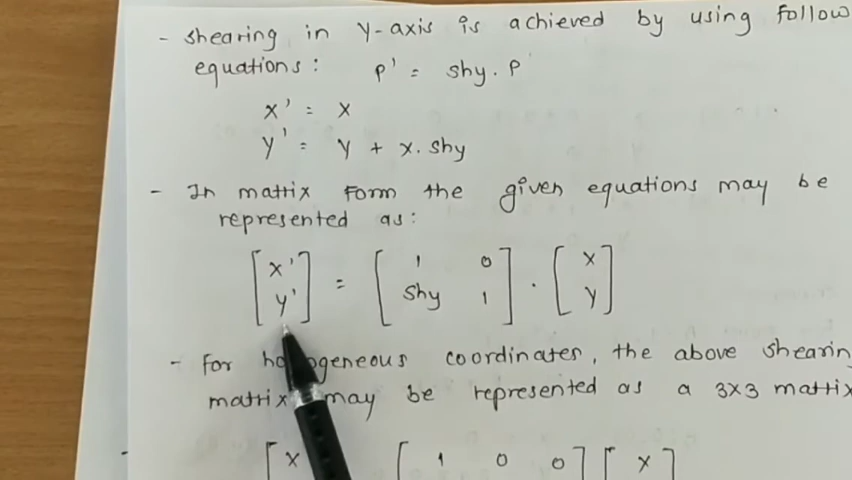 - shearing in Y-axis is achieved by using follow
equations: P' = shy. P
x' = x
y' = y + x. shy
- In matrix form the given equations may be
represented as:
[x'] = [1 0] . [x]
[y'] [shy 1] [y]
- For homogeneous coordinates, the above shearin
matrix may be represented as a 3x3 matrix
[x [1 0 0] [x]